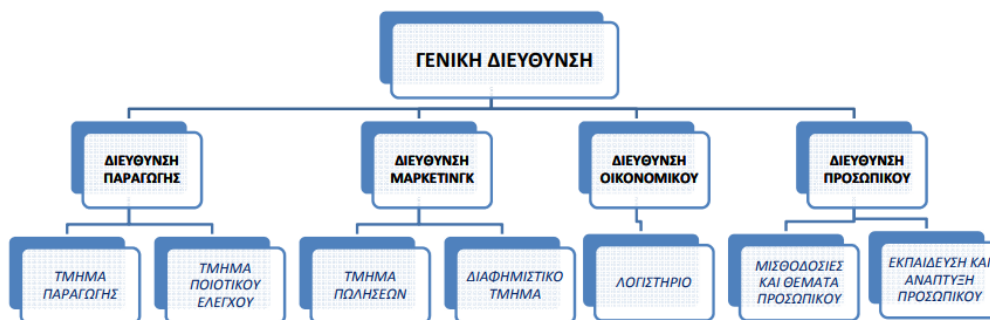 ΓΕΝΙΚΗ ΔΙΕΥΘΥΝΣΗ
ΔΙΕΥΘΥΝΣΗ
ΠΑΡΑΓΩΓΗΣ
ΔΙΕΥΘΥΝΣΗ
ΜΑΡΚΕΤΙΝΓΚ
ΔΙΕΥΘΥΝΣΗ
ΟΙΚΟΝΟΜΙΚΟΥ
ΔΙΕΥΘΥΝΣΗ
ΠΡΟΣΩΠΙΚΟΥ
ΤΜΗΜΑ
ΠΑΡΑΓΩΓΗΣ
ΤΜΗΜΑ
ΠΟΙΟΤΙΚΟΥ
ΕΛΕΓΧΟΥ
ΤΜΗΜΑ
ΠΩΛΗΣΕΩΝ
ΔΙΑΦΗΜΙΣΤΙΚΟ
ΤΜΗΜΑ
ΛΟΓΙΣΤΗΡΙΟ
ΜΙΣΘΟΔΟΣΙΕΣ
ΚΑΙ ΘΕΜΑΤΑ
ΠΡΟΣΩΠΙΚΟΥ
ΕΚΠΑΙΔΕΥΣΗ ΚΑΙ
ΑΝΑΠΤΥΞΗ
ΠΡΟΣΩΠΙΚΟΥ